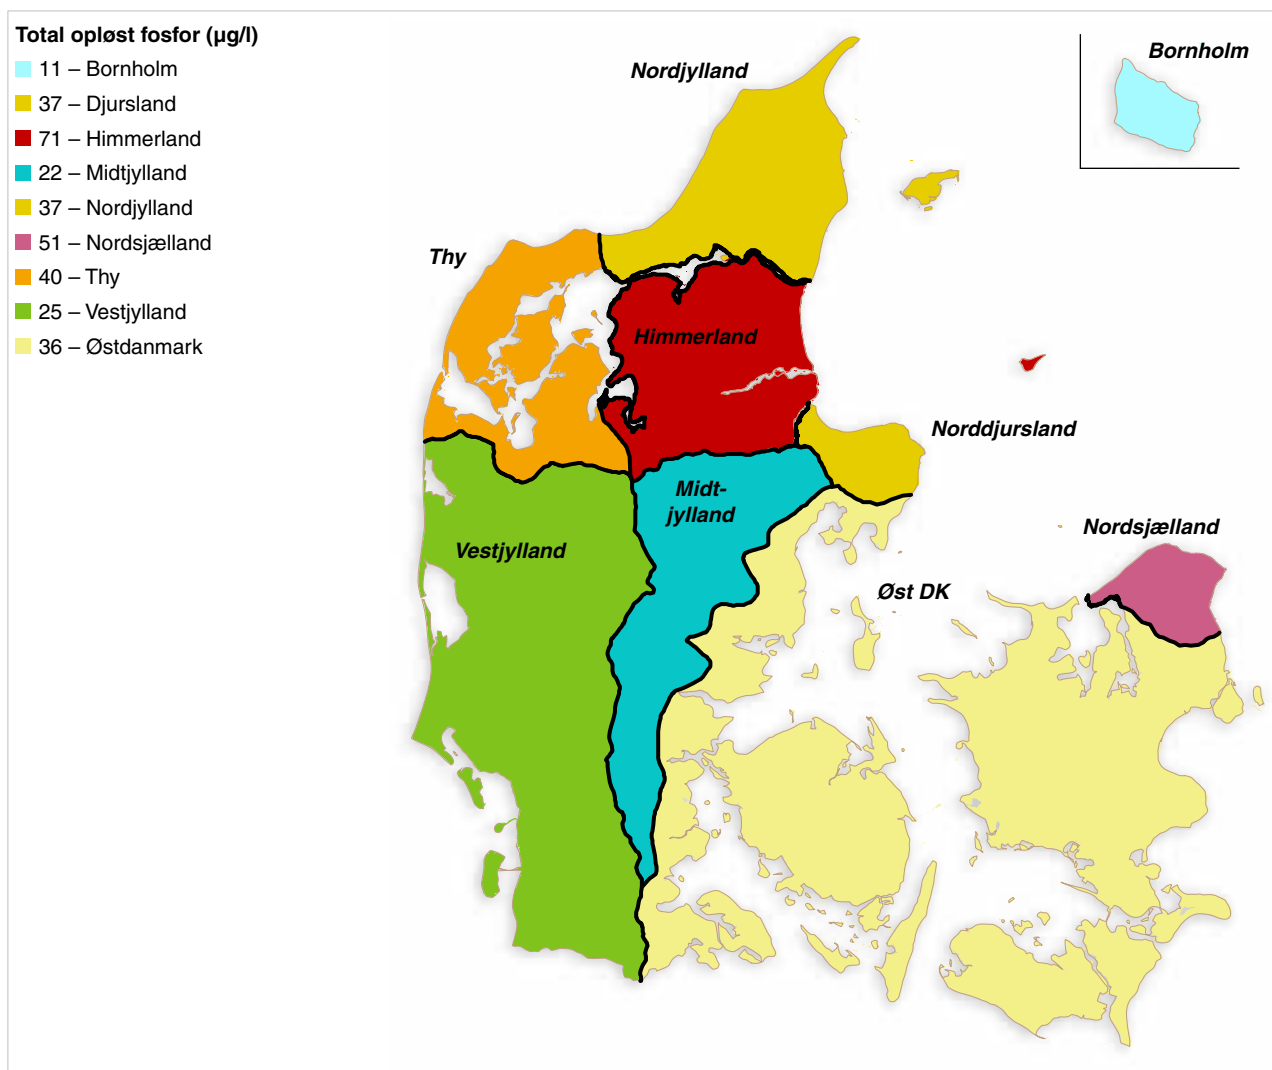 Total opløst fosfor (µg/l)
11 – Bornholm
37 – Djursland
71 – Himmerland
22 – Midtjylland
37 – Nordjylland
51 – Nordsjælland
40 – Thy
25 – Vestjylland
36 – Østdanmark
Nordjylland
Bornholm
Thy
Himmerland
Norddjursland
Midt-
jylland
Nordsjælland
Vestjylland
Øst DK